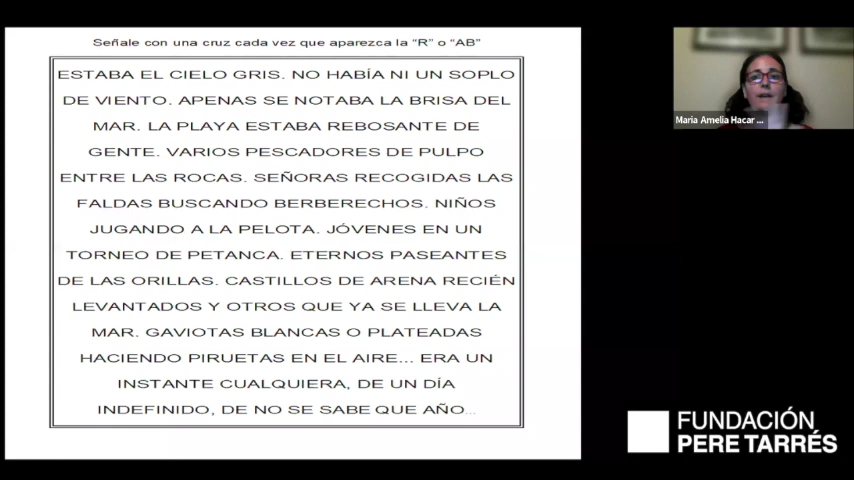 Señale con una cruz cada vez que aparezca la “R” o “AB”
ESTABA EL CIELO GRIS. NO HABÍA NI UN SOPLO
DE VIENTO. APENAS SE NOTABA LA BRISA DEL
MAR. LA PLAYA ESTABA REBOSANTE DE
GENTE. VARIOS PESCADORES DE PULPO
ENTRE LAS ROCAS. SEÑORAS RECOGIDAS LAS
FALDAS BUSCANDO BERBERECHOS. NIÑOS
JUGANDO A LA PELOTA. JÓVENES EN UN
TORNEO DE PETANCA. ETERNOS PASEANTES
DE LAS ORILLAS. CASTILLOS DE ARENA RECIÉN
LEVANTADOS Y OTROS QUE YA SE LLEVA LA
MAR. GAVIOTAS BLANCAS O PLATEADAS
HACIENDO PIRUETAS EN EL AIRE... ERA UN
INSTANTE CUALQUIERA, DE UN DÍA
INDEFINIDO, DE NO SE SABE QUE AÑO...
Maria Amelia Hacar ...
FUNDACIÓN
PERE TARRÉS